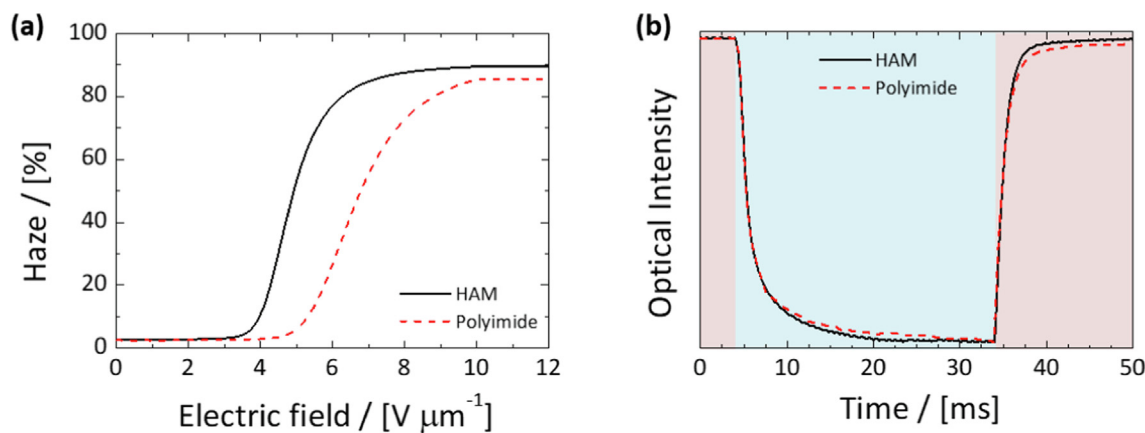 (a)
100
80
60
40
20
0
Haze / [%]
HAM
Polyimide
0 2 4 6 8 10 12
Electric field / [V μm⁻¹]
(b)
Optical Intensity
HAM
Polyimide
0 10 20 30 40 50
Time / [ms]